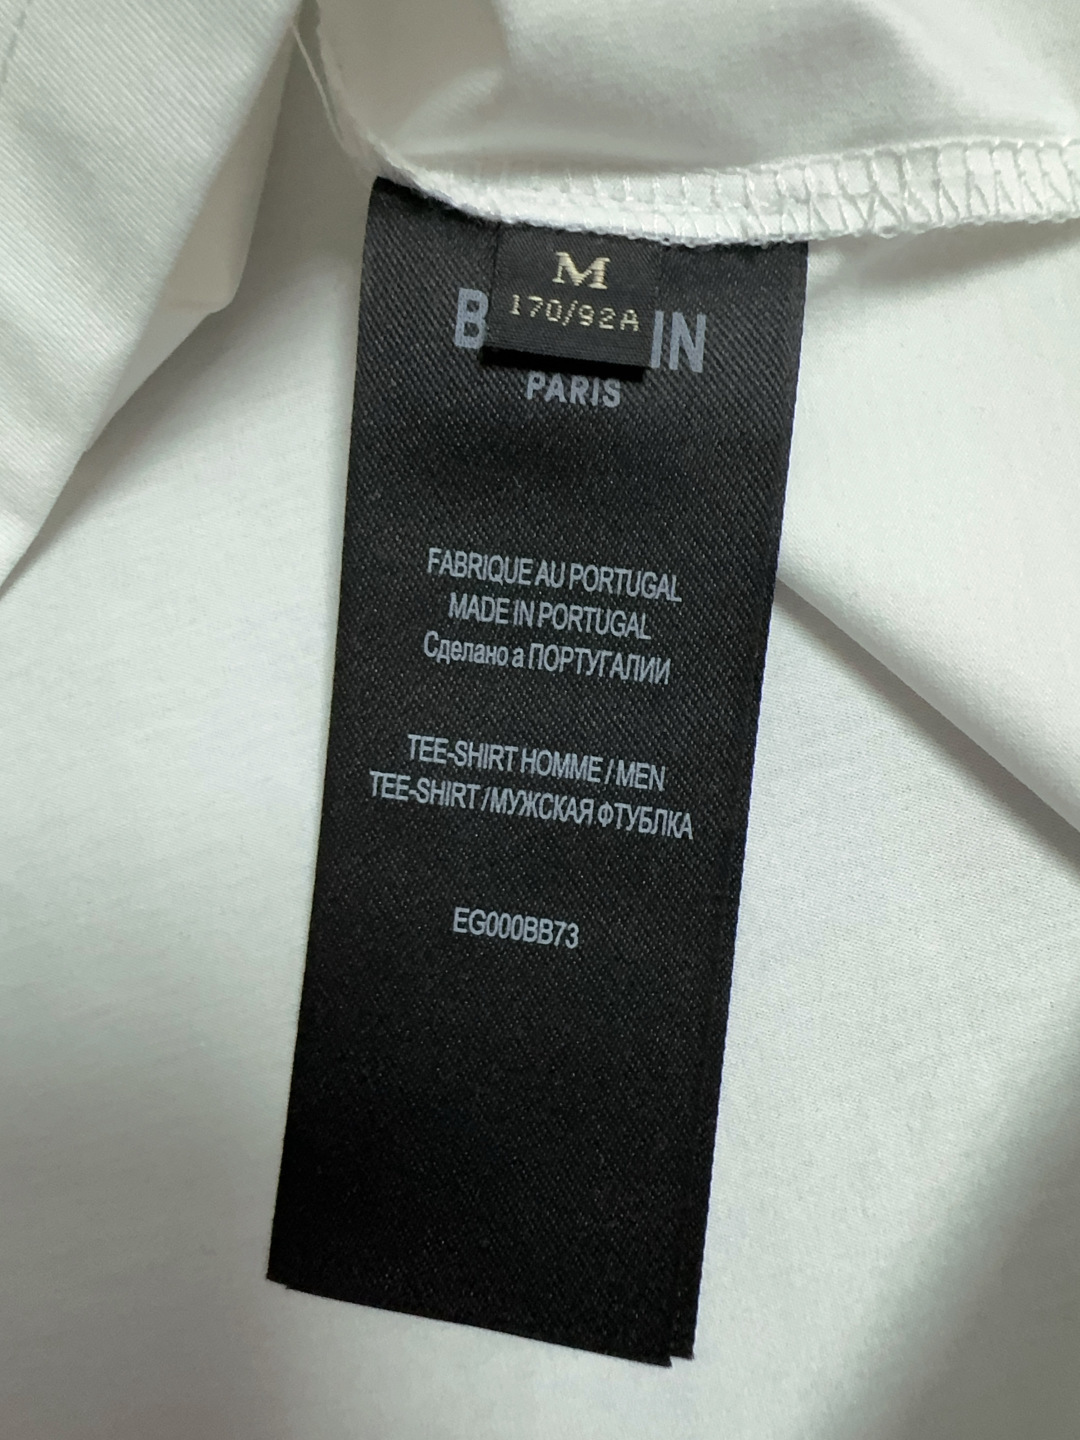 M
170/92A
B IN
PARIS
FABRIQUE AU PORTUGAL
MADE IN PORTUGAL
Сделано а ПОРТУГАЛИИ
TEE-SHIRT HOMME / MEN
TEE-SHIRT /МУЖСКАЯ ФТУБЛКА
EG000BB73